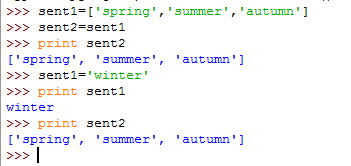 >>> sent1=['spring','summer','autumn']
>>> sent2=sent1
>>> print sent2
['spring', 'summer', 'autumn']
>>> sent1='winter'
>>> print sent1
winter
>>> print sent2
['spring', 'summer', 'autumn']
>>>